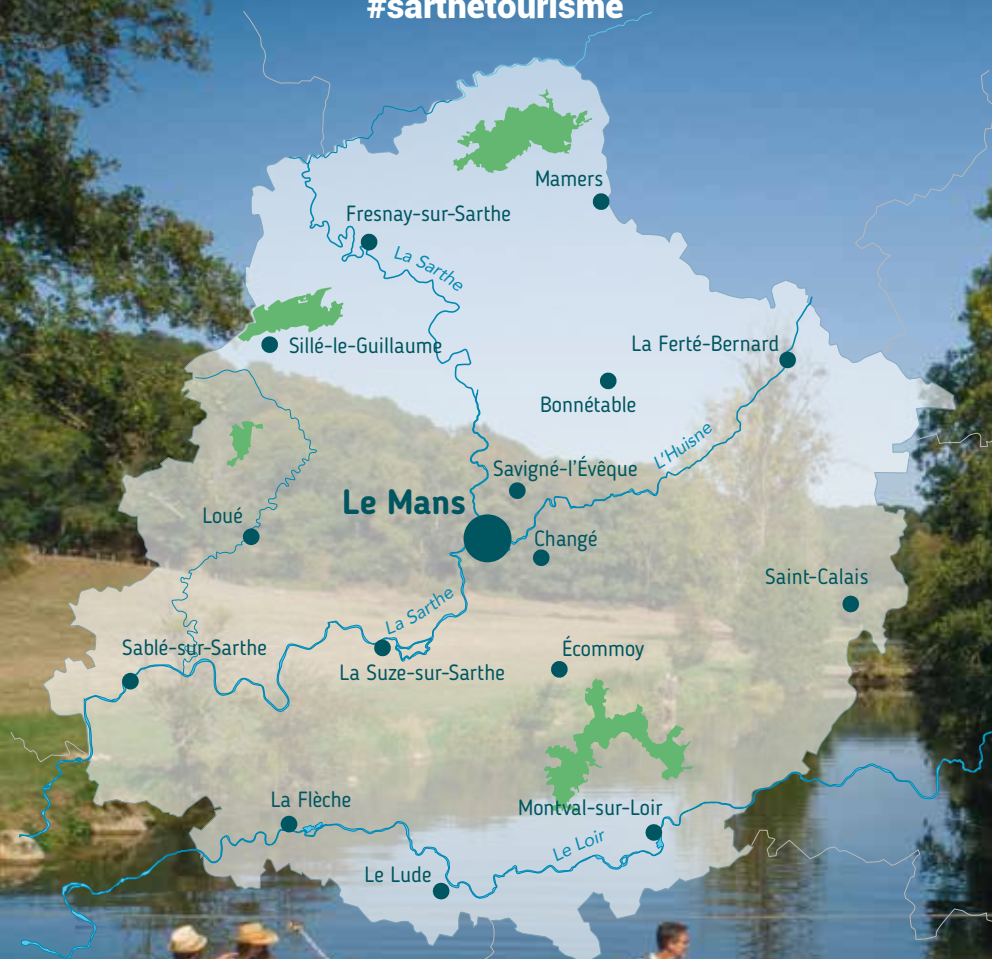 #sarthetourisme
Mamers
Fresnay-sur-Sarthe
La Sarthe
Sillé-le-Guillaume
La Ferté-Bernard
Bonnétable
L'Huisne
Savigné-l'Évêque
Le Mans
Loué
Changé
Saint-Calais
La Sarthe
Sablé-sur-Sarthe
Écommoy
La Suze-sur-Sarthe
La Flèche
Montval-sur-Loir
Le Loir
Le Lude